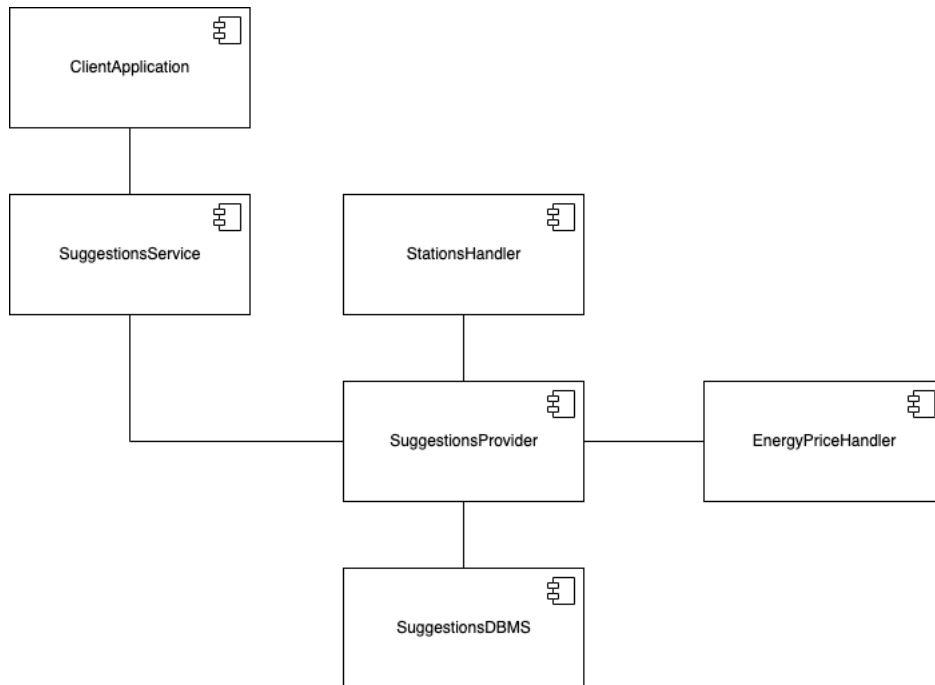 ClientApplication
SuggestionsService
StationsHandler
SuggestionsProvider
EnergyPriceHandler
SuggestionsDBMS